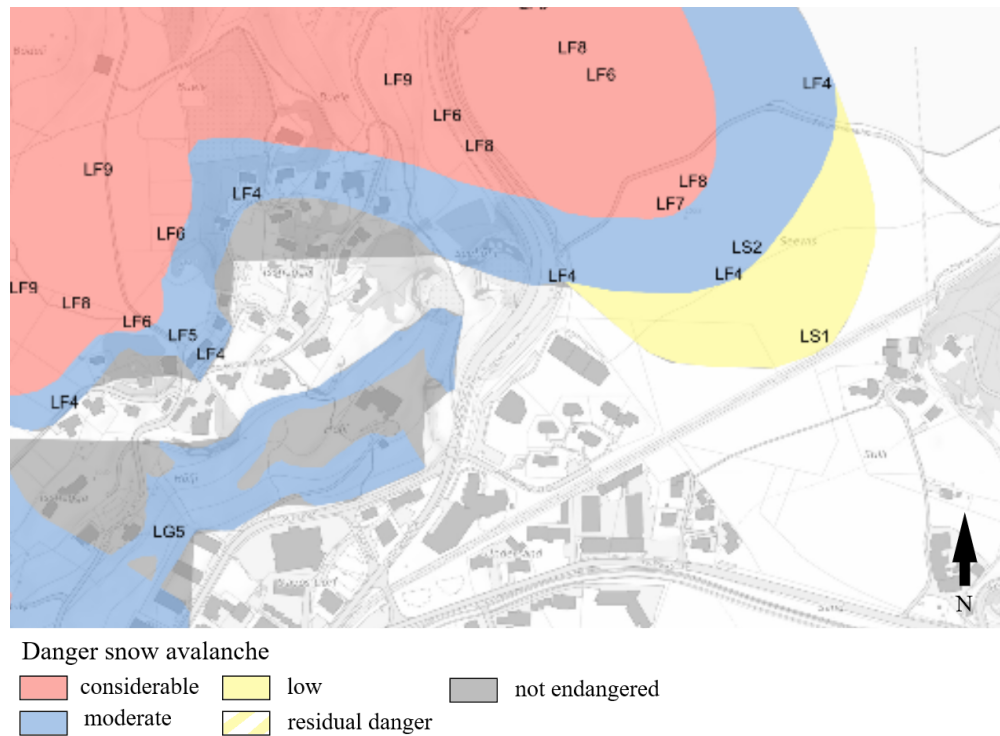 LF8
LF6
LF9
LF4
LF6
LF8
LF9
LF8
LF4
LF7
LF6
LS2
LF4
LF4
LF9
LF8
LF6
LF5
LS1
LF4
LF4
LG5
N
Danger snow avalanche
considerable
low
not endangered
moderate
residual danger